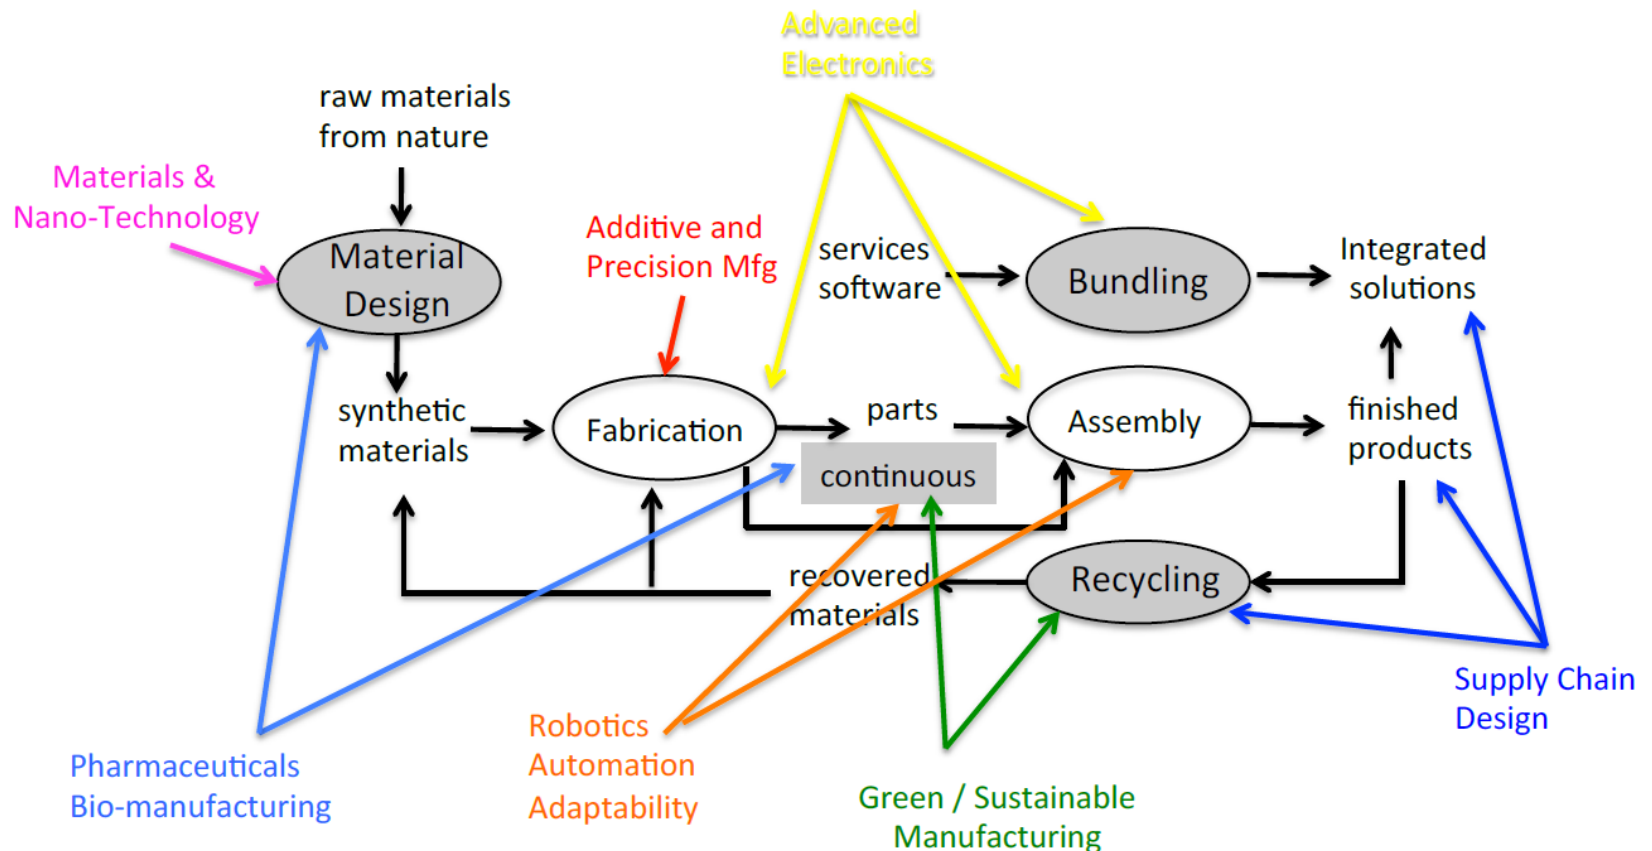 Advanced
Electronics
raw materials
from nature
Materials &
Nano-Technology
Additive and
Precision Mfg
services
software
Integrated
solutions
Material
Design
Bundling
synthetic
materials
Fabrication
parts
continuous
Assembly
finished
products
recovered
materials
Recycling
Supply Chain
Design
Pharmaceuticals
Bio-manufacturing
Robotics
Automation
Adaptability
Green / Sustainable
Manufacturing